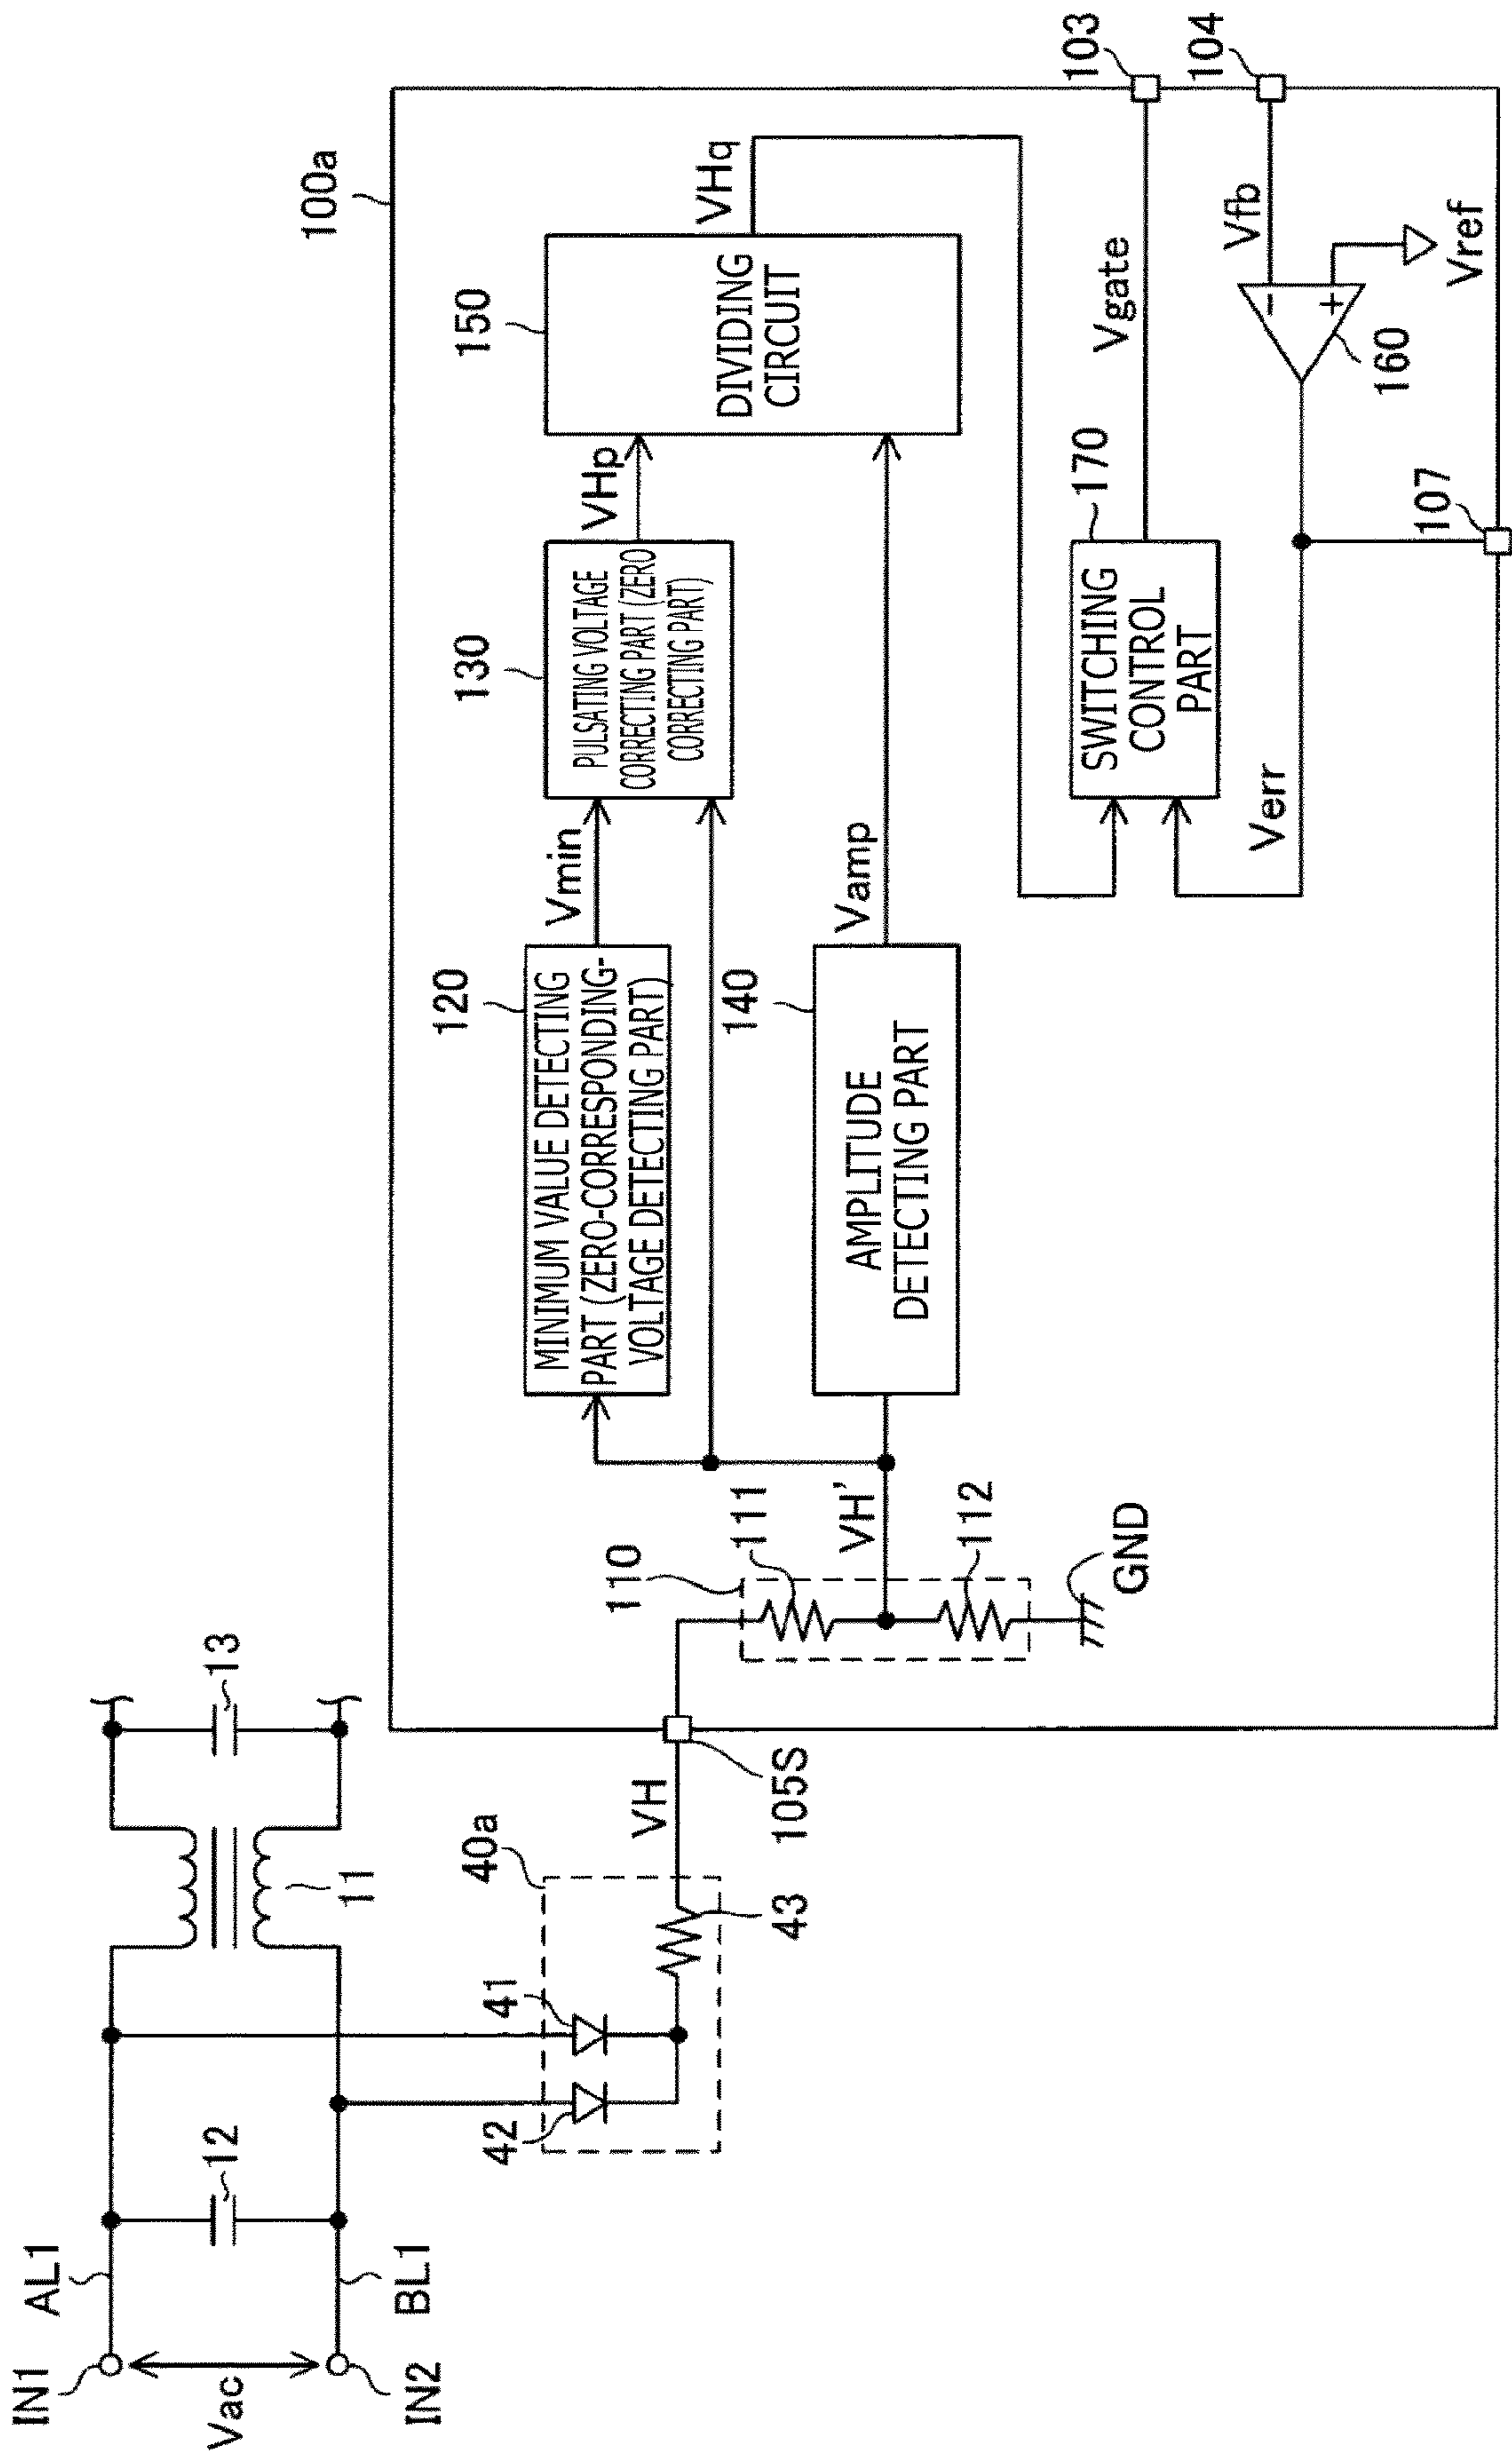 IN1
Vac
IN2
AL1
BL1
12
11
13
42
41
40a
43
VH
105S
100a
110
111
VH'
112
GND
120
MINIMUM VALUE DETECTING
PART (ZERO-CORRESPONDING-
VOLTAGE DETECTING PART)
Vmin
140
AMPLITUDE
DETECTING PART
Vamp
130
PULSATING VOLTAGE
CORRECTING PART (ZERO
CORRECTING PART)
VHp
150
DIVIDING
CIRCUIT
VHq
170
SWITCHING
CONTROL
PART
Vgate
103
Verr
160
-
+
Vfb
104
Vref
107